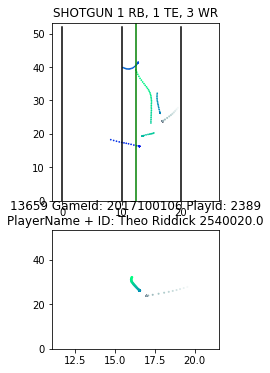 SHOTGUN 1 RB, 1 TE, 3 WR
50
40
30
20
10
0
0 10 20
13659 GameId: 2017100106 PlayId: 2389
PlayerName + ID: Theo Riddick 2540020.0
40
20
0
12.5 15.0 17.5 20.0